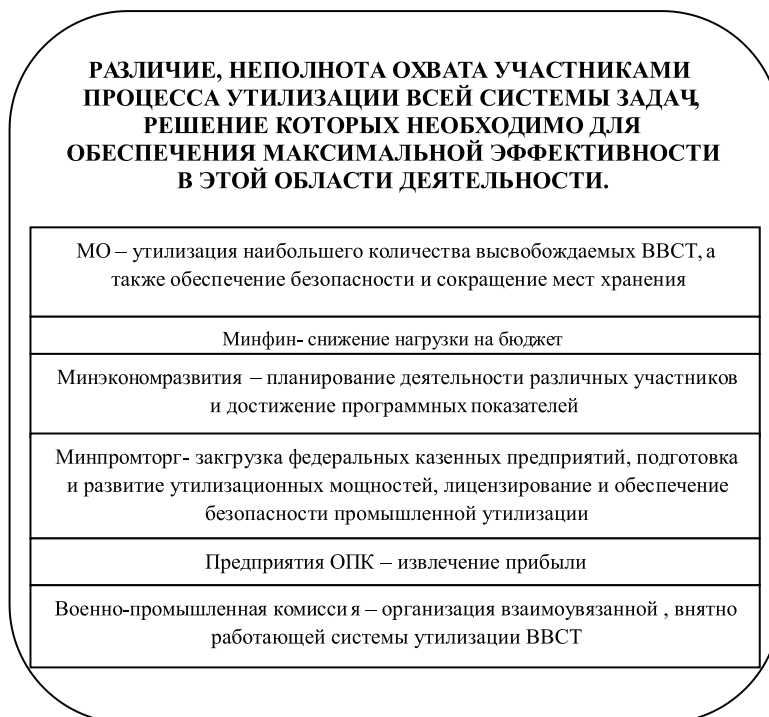 РАЗЛИЧИЕ, НЕПОЛНОТА ОХВАТА УЧАСТНИКАМИ
ПРОЦЕССА УТИЛИЗАЦИИ ВСЕЙ СИСТЕМЫ ЗАДАЧ,
РЕШЕНИЕ КОТОРЫХ НЕОБХОДИМО ДЛЯ
ОБЕСПЕЧЕНИЯ МАКСИМАЛЬНОЙ ЭФФЕКТИВНОСТИ
В ЭТОЙ ОБЛАСТИ ДЕЯТЕЛЬНОСТИ.
МО – утилизация наибольшего количества высвобождаемых ВВСТ, а
также обеспечение безопасности и сокращение мест хранения
Минфин- снижение нагрузки на бюджет
Минэкономразвития – планирование деятельности различных участников
и достижение программных показателей
Минпромторг- закгрузка федеральных казенных предприятий, подготовка
и развитие утилизационных мощностей, лицензирование и обеспечение
безопасности промышленной утилизации
Предприятия ОПК – извлечение прибыли
Военно-промышленная комиссия – организация взаимоувязанной , внятно
работающей системы утилизации ВВСТ